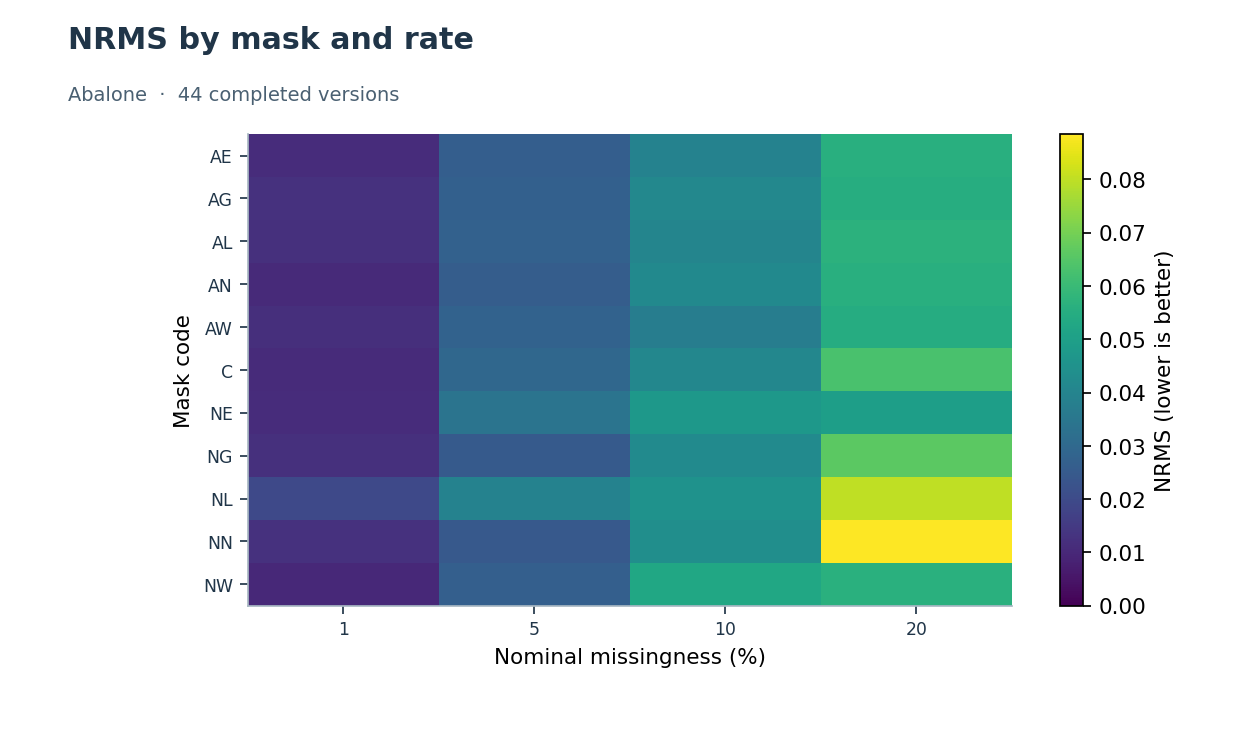 NRMS by mask and rate
Abalone · 44 completed versions
AE
AG
AL
AN
AW
C
NE
NG
NL
NN
NW
Mask code
1 5 10 20
Nominal missingness (%)
0.08
0.07
0.06
0.05
0.04
0.03
0.02
0.01
0.00
NRMS (lower is better)